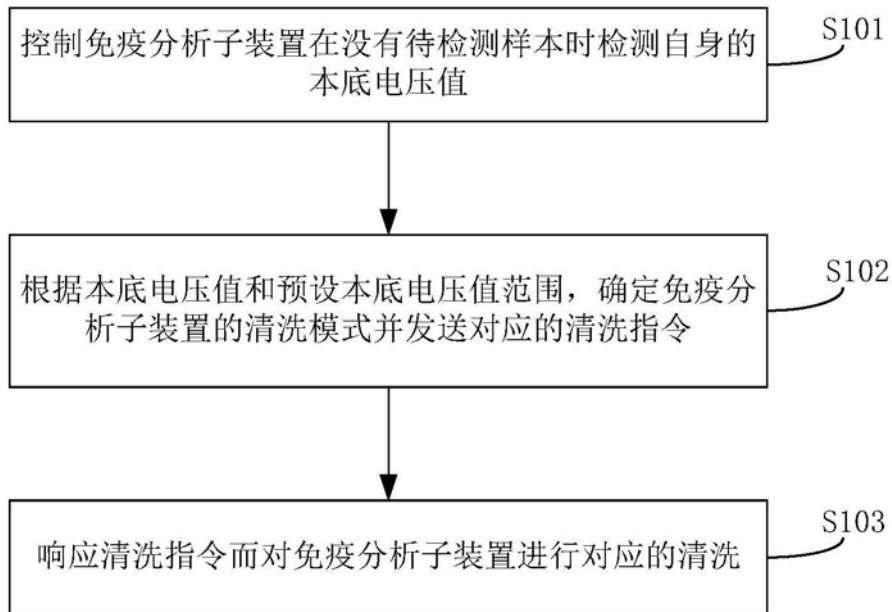 控制免疫分析子装置在没有待检测样本时检测自身的
本底电压值
S101
根据本底电压值和预设本底电压值范围，确定免疫分
析子装置的清洗模式并发送对应的清洗指令
S102
响应清洗指令而对免疫分析子装置进行对应的清洗
S103